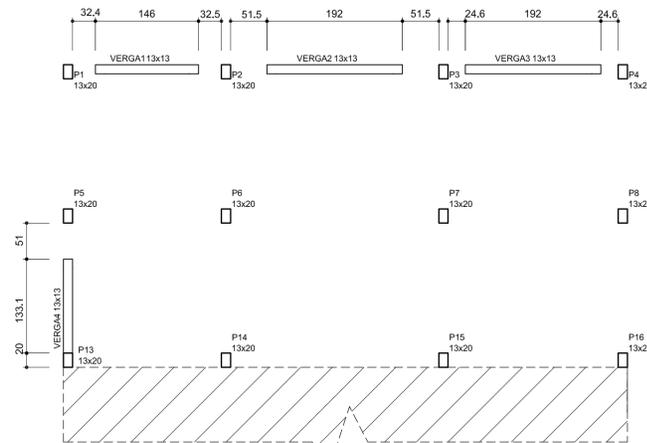 32.4 146 32.5 51.5 192 51.5 24.6 192 24.6
VERGA1 13x13 VERGA2 13x13 VERGA3 13x13
P1 P2 P3 P4
13x20 13x20 13x20 13x2
P5 P6 P7 P8
13x20 13x20 13x20 13x2
51
133.1
20
VERGA4 13x13
P13 P14 P15 P16
13x20 13x20 13x20 13x2